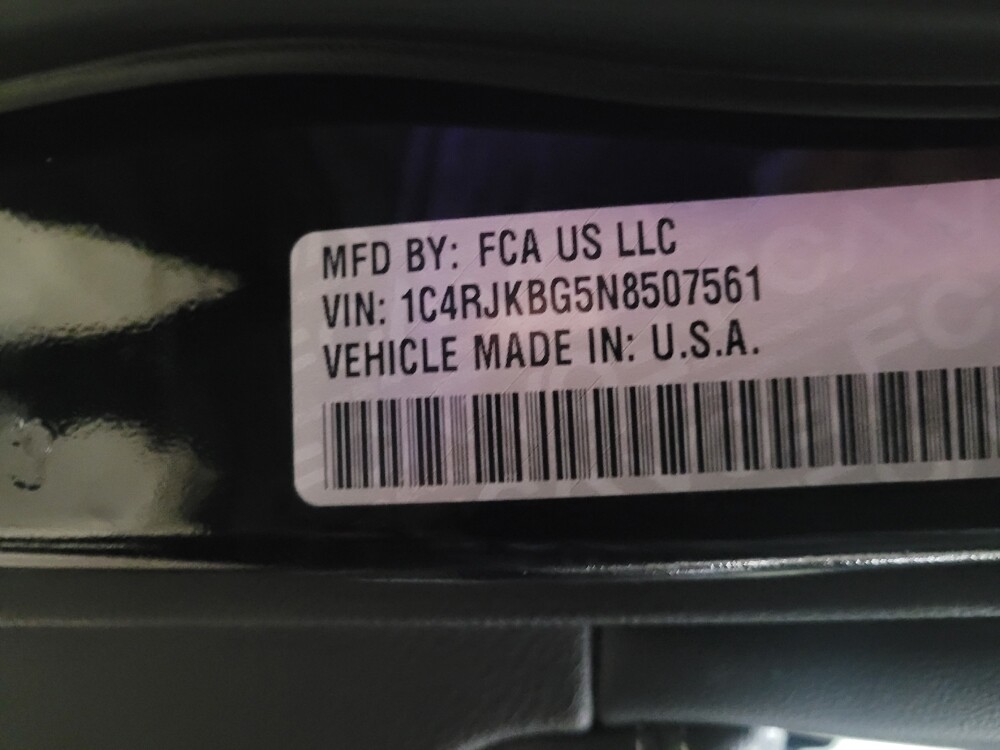 MFD BY: FCA US LLC
VIN: 1C4RJKBG5N8507561
VEHICLE MADE IN: U.S.A.